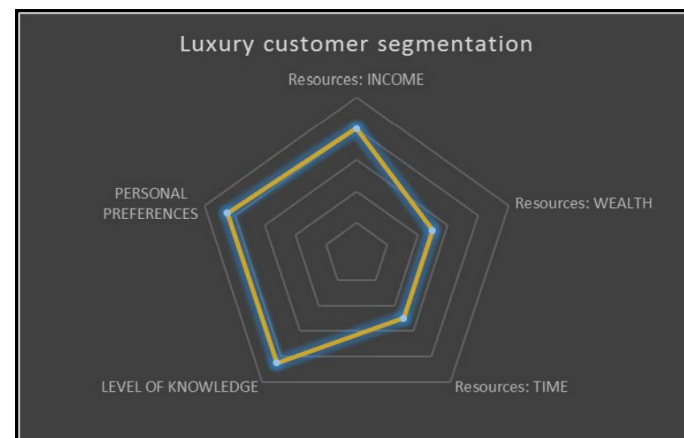 Luxury customer segmentation
Resources: INCOME
Resources: WEALTH
Resources: TIME
LEVEL OF KNOWLEDGE
PERSONAL
PREFERENCES